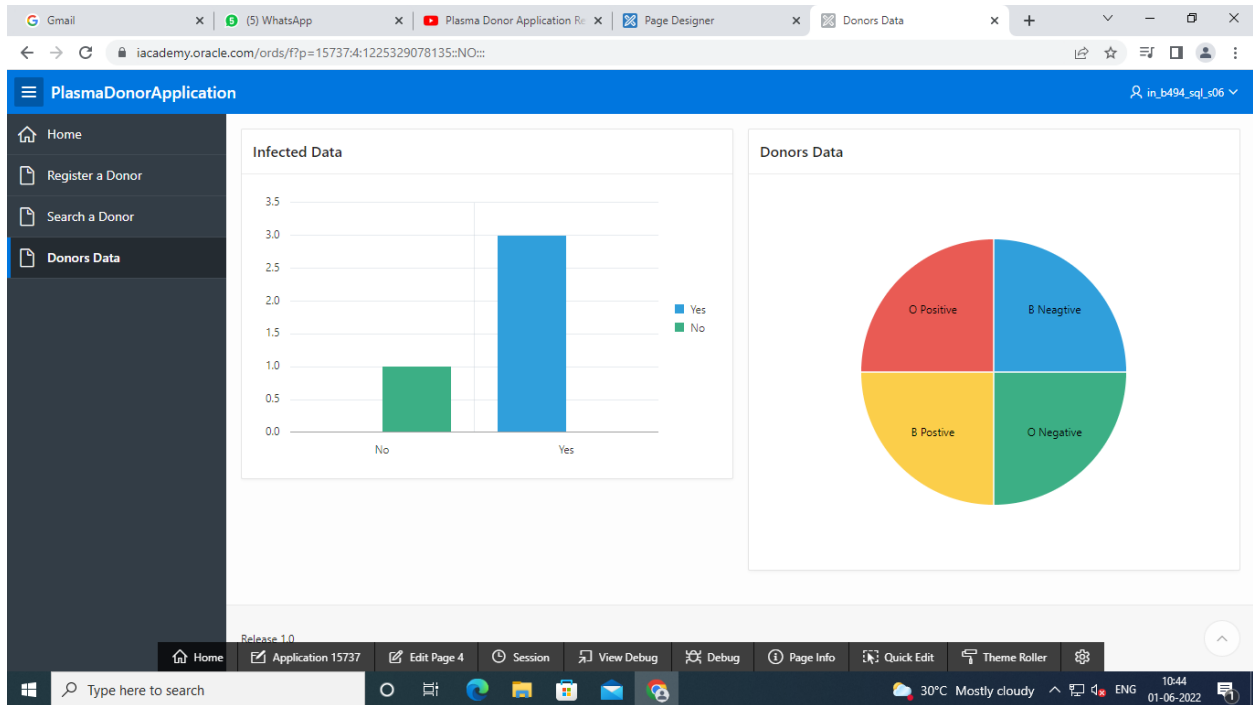 Gmail
(5) WhatsApp
Plasma Donor Application Re
Page Designer
Donors Data
iacademy.oracle.com/ords/f?p=15737:4:1225329078135::NO:::
PlasmaDonorApplication
in_b494_sql_s06
Home
Register a Donor
Search a Donor
Donors Data
Infected Data
3.5
3.0
2.5
2.0
1.5
1.0
0.5
0.0
No
Yes
Yes
No
Donors Data
O Positive
B Neagtive
B Postive
O Negative
Release 1.0
Home
Application 15737
Edit Page 4
Session
View Debug
Debug
Page Info
Quick Edit
Theme Roller
Type here to search
30°C Mostly cloudy
ENG
10:44
01-06-2022
1